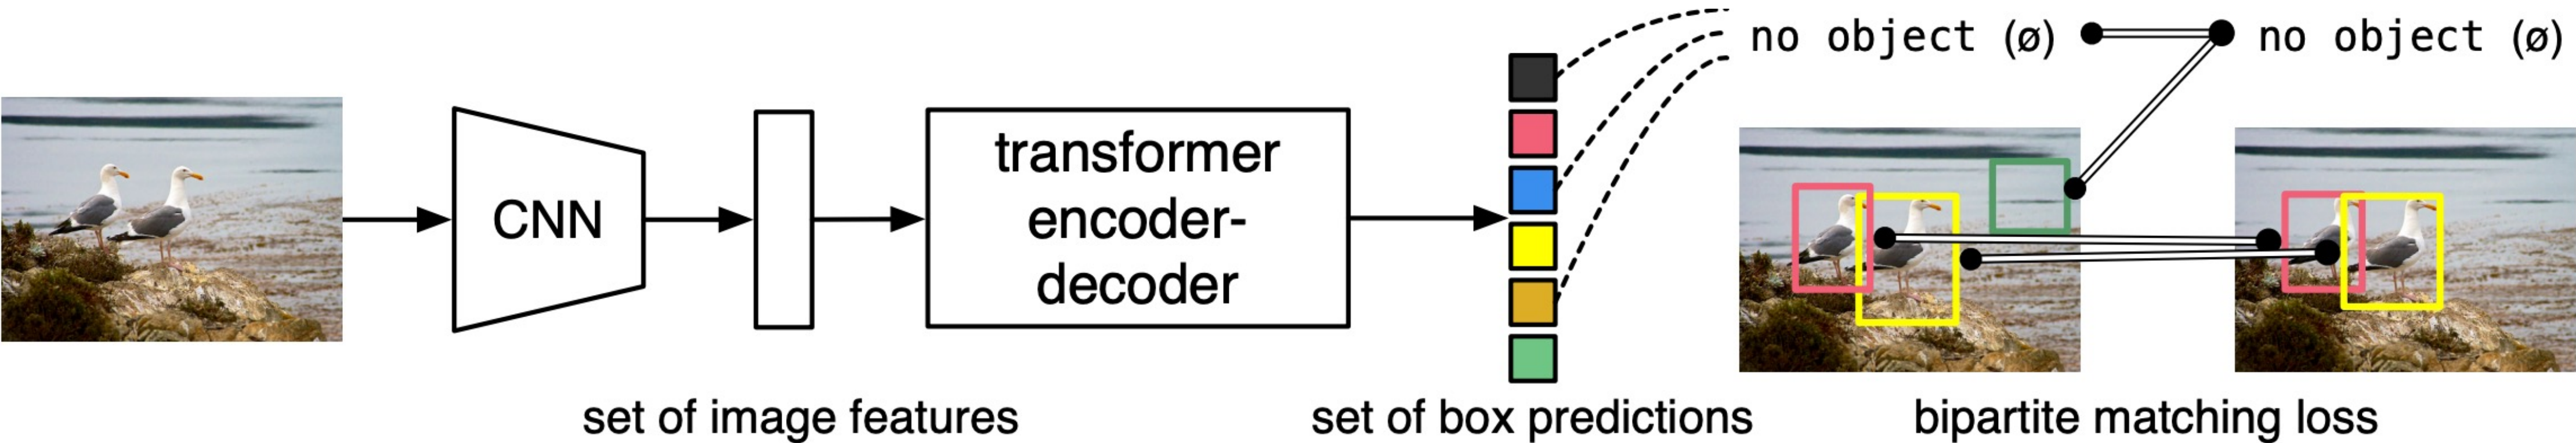 no object (ø)
no object (ø)
CNN
transformer
encoder-
decoder
set of image features
set of box predictions
bipartite matching loss